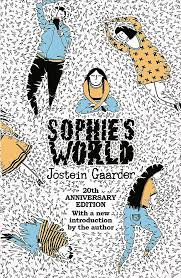 SOPHIE'S
WORLD
Jostein Gaarder
20th
ANNIVERSARY
EDITION
With a new
introduction
by the author